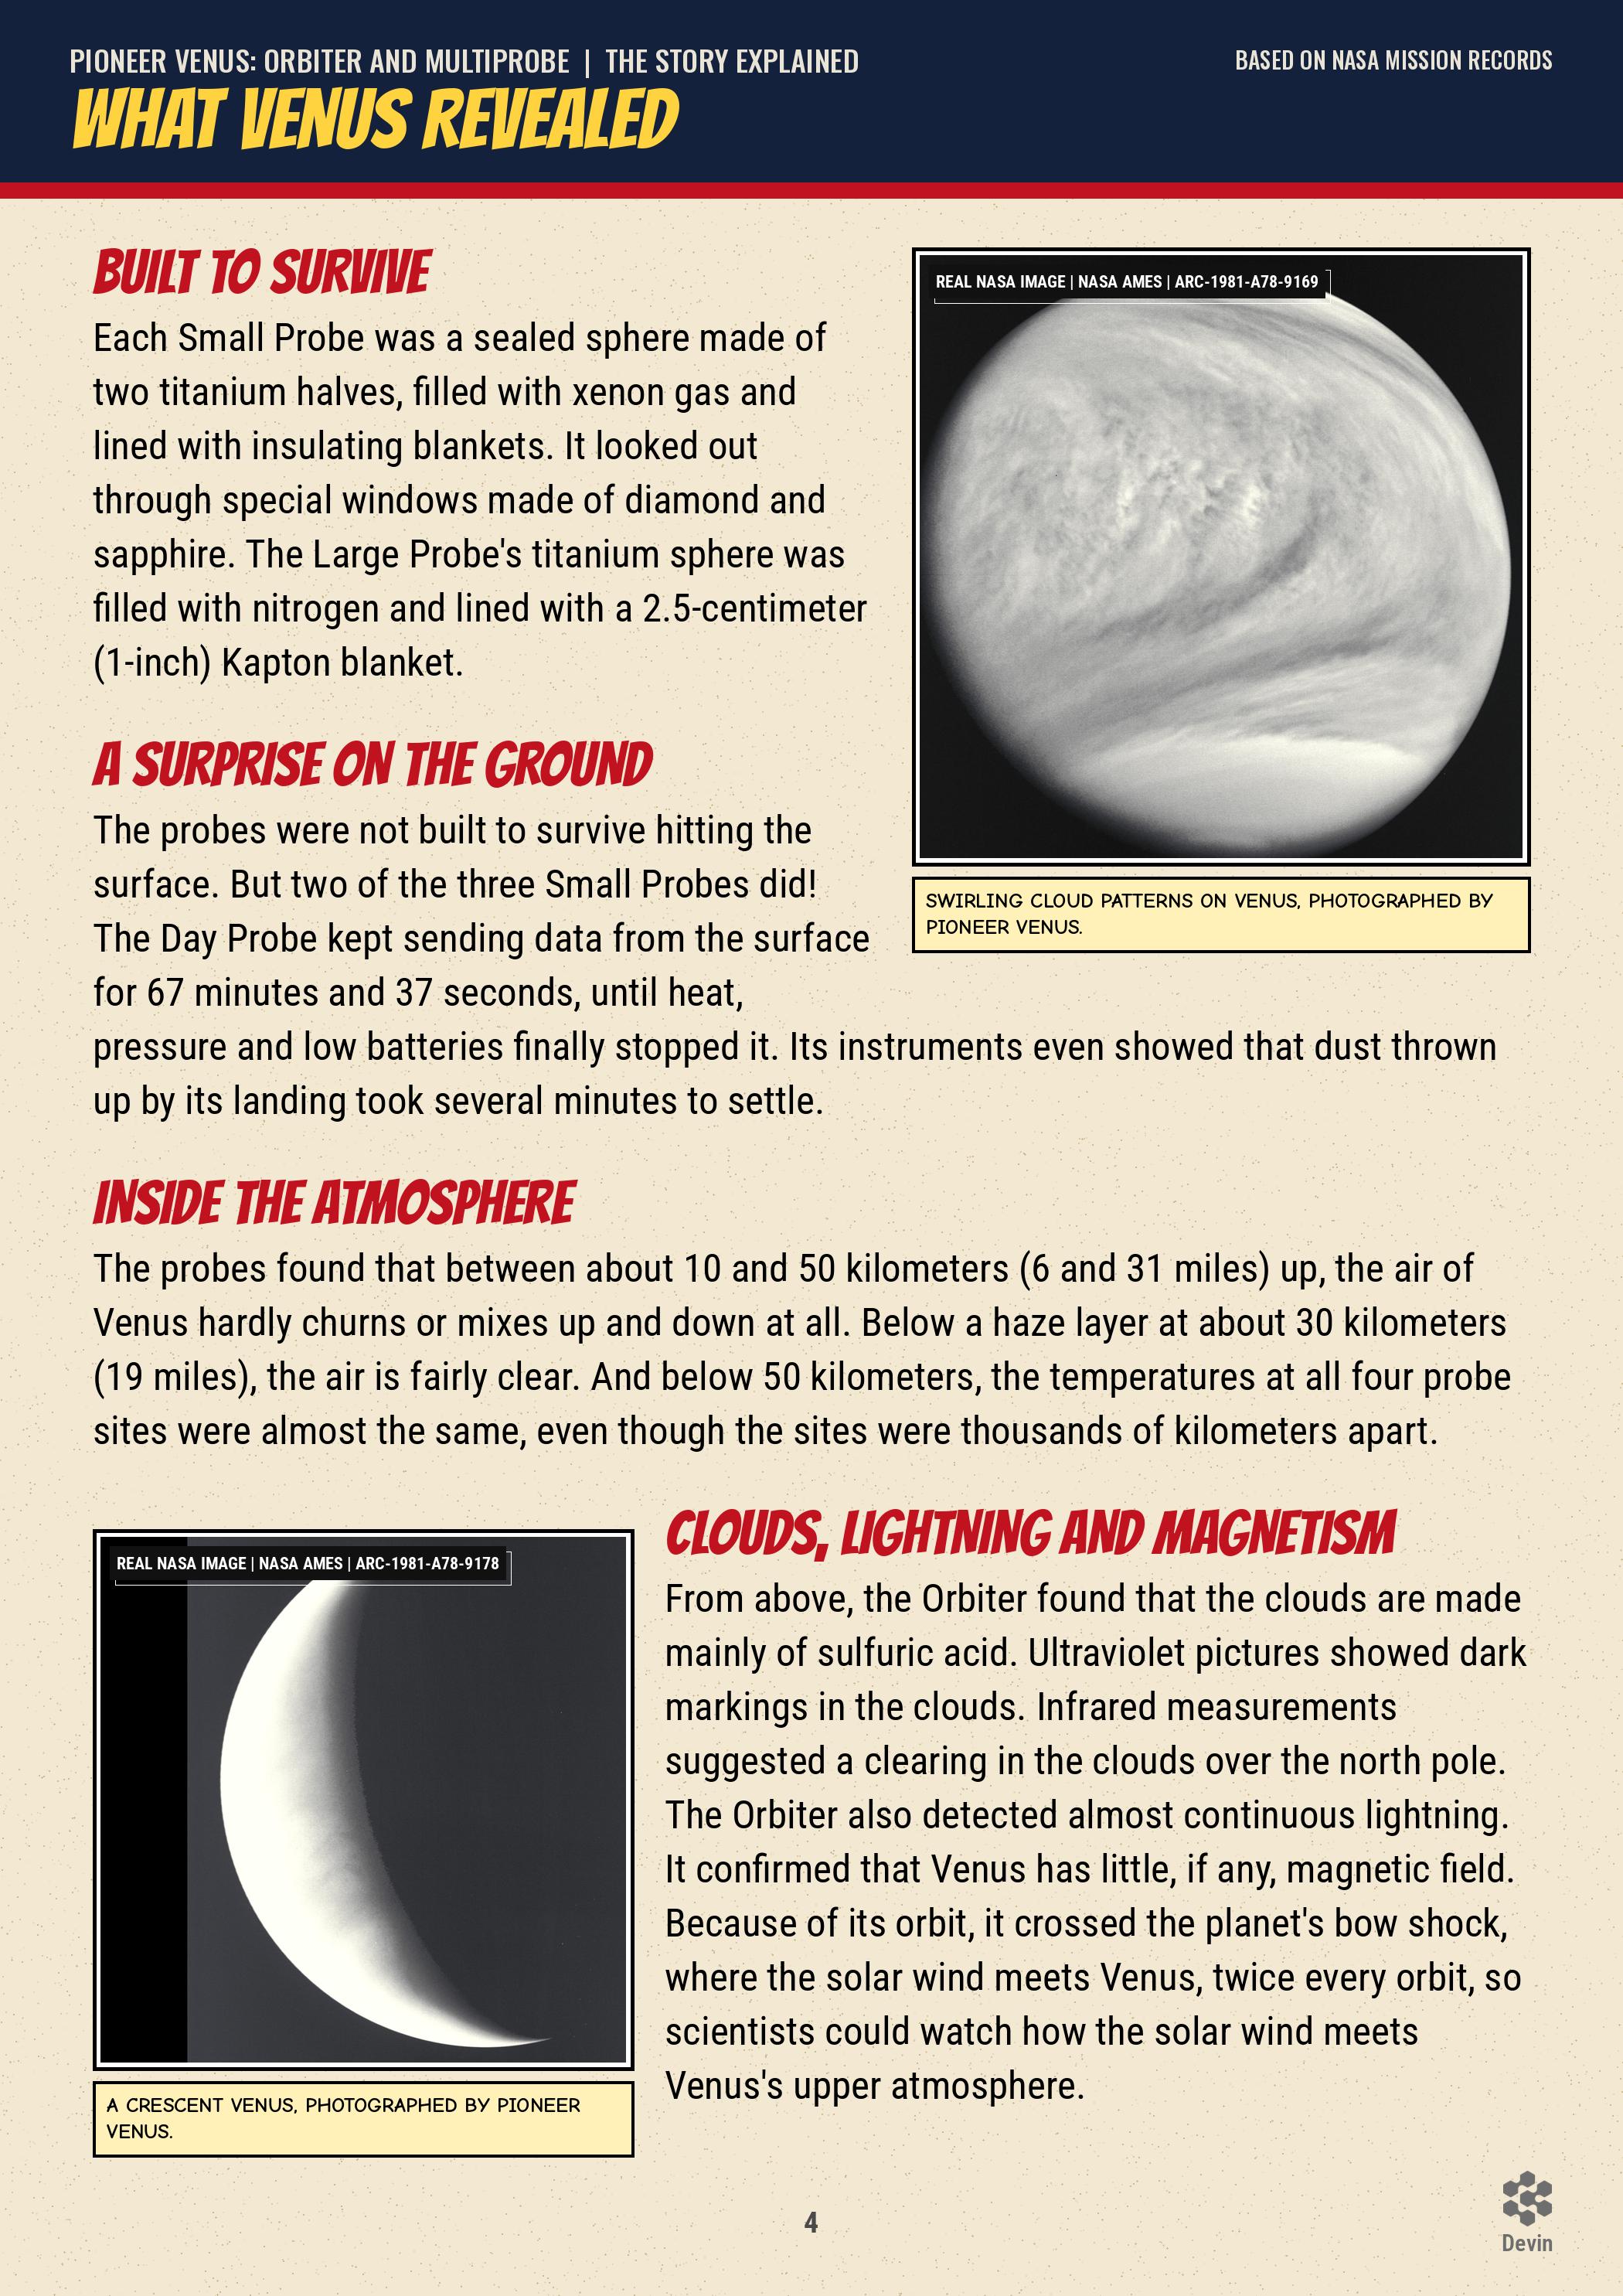 PIONEER VENUS: ORBITER AND MULTIPROBE | THE STORY EXPLAINED
BASED ON NASA MISSION RECORDS
WHAT VENUS REVEALED
BUILT TO SURVIVE
Each Small Probe was a sealed sphere made of
two titanium halves, filled with xenon gas and
lined with insulating blankets. It looked out
through special windows made of diamond and
sapphire. The Large Probe's titanium sphere was
filled with nitrogen and lined with a 2.5-centimeter
(1-inch) Kapton blanket.
REAL NASA IMAGE | NASA AMES | ARC-1981-A78-9169
SWIRLING CLOUD PATTERNS ON VENUS, PHOTOGRAPHED BY
PIONEER VENUS.
A SURPRISE ON THE GROUND
The probes were not built to survive hitting the
surface. But two of the three Small Probes did!
The Day Probe kept sending data from the surface
for 67 minutes and 37 seconds, until heat,
pressure and low batteries finally stopped it. Its instruments even showed that dust thrown
up by its landing took several minutes to settle.
INSIDE THE ATMOSPHERE
The probes found that between about 10 and 50 kilometers (6 and 31 miles) up, the air of
Venus hardly churns or mixes up and down at all. Below a haze layer at about 30 kilometers
(19 miles), the air is fairly clear. And below 50 kilometers, the temperatures at all four probe
sites were almost the same, even though the sites were thousands of kilometers apart.
REAL NASA IMAGE | NASA AMES | ARC-1981-A78-9178
A CRESCENT VENUS, PHOTOGRAPHED BY PIONEER
VENUS.
CLOUDS, LIGHTNING AND MAGNETISM
From above, the Orbiter found that the clouds are made
mainly of sulfuric acid. Ultraviolet pictures showed dark
markings in the clouds. Infrared measurements
suggested a clearing in the clouds over the north pole.
The Orbiter also detected almost continuous lightning.
It confirmed that Venus has little, if any, magnetic field.
Because of its orbit, it crossed the planet's bow shock,
where the solar wind meets Venus, twice every orbit, so
scientists could watch how the solar wind meets
Venus's upper atmosphere.
4
Devin